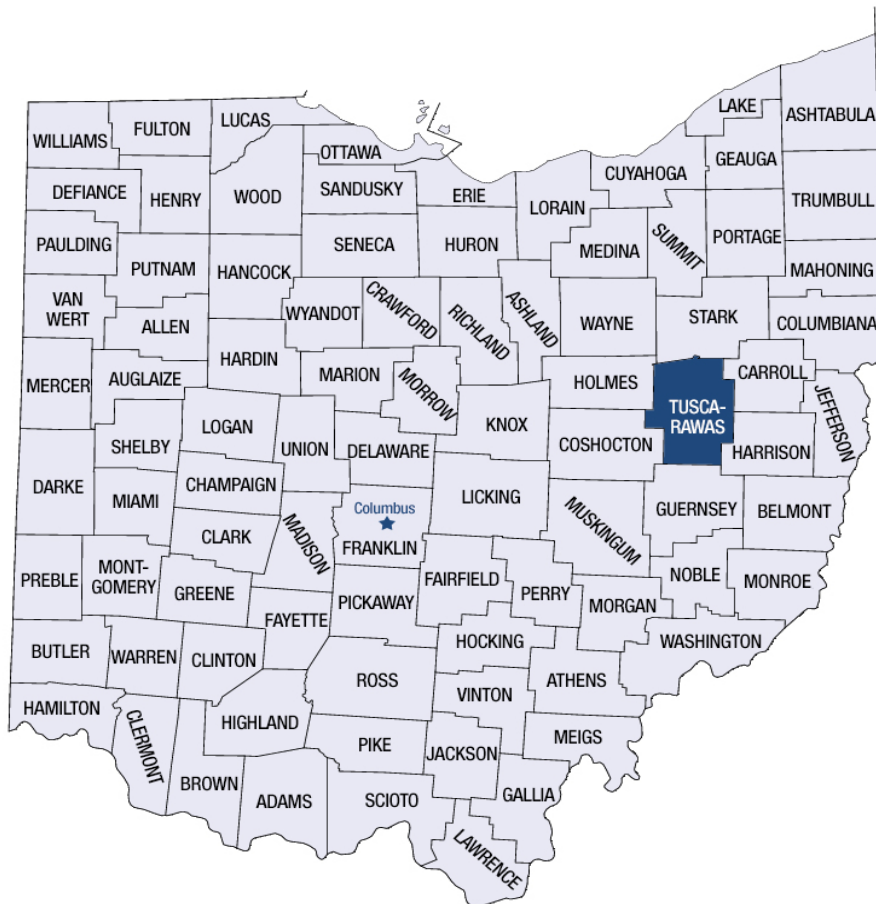 LAKE
ASHTABULA
LUCAS
FULTON
WILLIAMS
OTTAWA
GEAUGA
CUYAHOGA
DEFIANCE
HENRY
WOOD
SANDUSKY
ERIE
LORAIN
TRUMBULL
PAULDING
SENECA
HURON
MEDINA
SUMMIT
PORTAGE
PUTNAM
HANCOCK
MAHONING
VAN
WERT
ALLEN
WYANDOT
CRAWFORD
RICHLAND
ASHLAND
WAYNE
STARK
COLUMBIANA
HARDIN
MERCER
AUGLAIZE
MARION
MORROW
HOLMES
CARROLL
JEFFERSON
TUSCA-
RAWAS
LOGAN
KNOX
SHELBY
UNION
DELAWARE
COSHOCTON
HARRISON
DARKE
MIAMI
CHAMPAIGN
LICKING
Columbus
MUSKINGUM
GUERNSEY
BELMONT
CLARK
MADISON
FRANKLIN
PREBLE
MONT-
GOMERY
GREENE
FAIRFIELD
PERRY
NOBLE
MONROE
PICKAWAY
MORGAN
FAYETTE
BUTLER
WARREN
CLINTON
HOCKING
WASHINGTON
ROSS
VINTON
ATHENS
HAMILTON
CLERMONT
HIGHLAND
PIKE
JACKSON
MEIGS
BROWN
ADAMS
SCIOTO
GALLIA
LAWRENCE